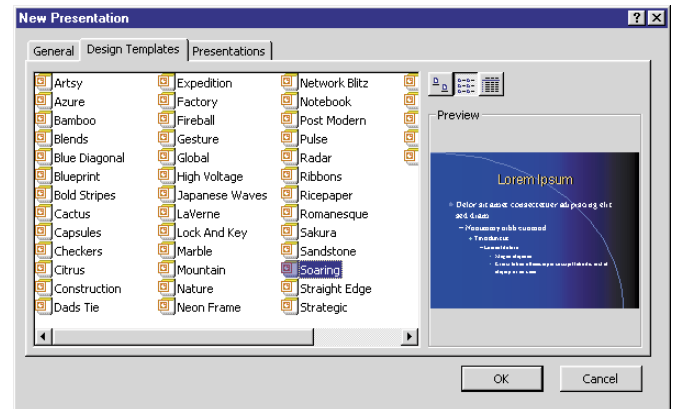 New Presentation
General Design Templates Presentations
Artsy
Azure
Bamboo
Blends
Blue Diagonal
Blueprint
Bold Stripes
Cactus
Capsules
Checkers
Citrus
Construction
Dads Tie
Expedition
Factory
Fireball
Gesture
Global
High Voltage
Japanese Waves
LaVerne
Lock And Key
Marble
Mountain
Nature
Neon Frame
Network Blitz
Notebook
Post Modern
Pulse
Radar
Ribbons
Ricepaper
Romanesque
Sakura
Sandstone
Soaring
Straight Edge
Strategic
Preview
Lorem Ipsum
OK Cancel